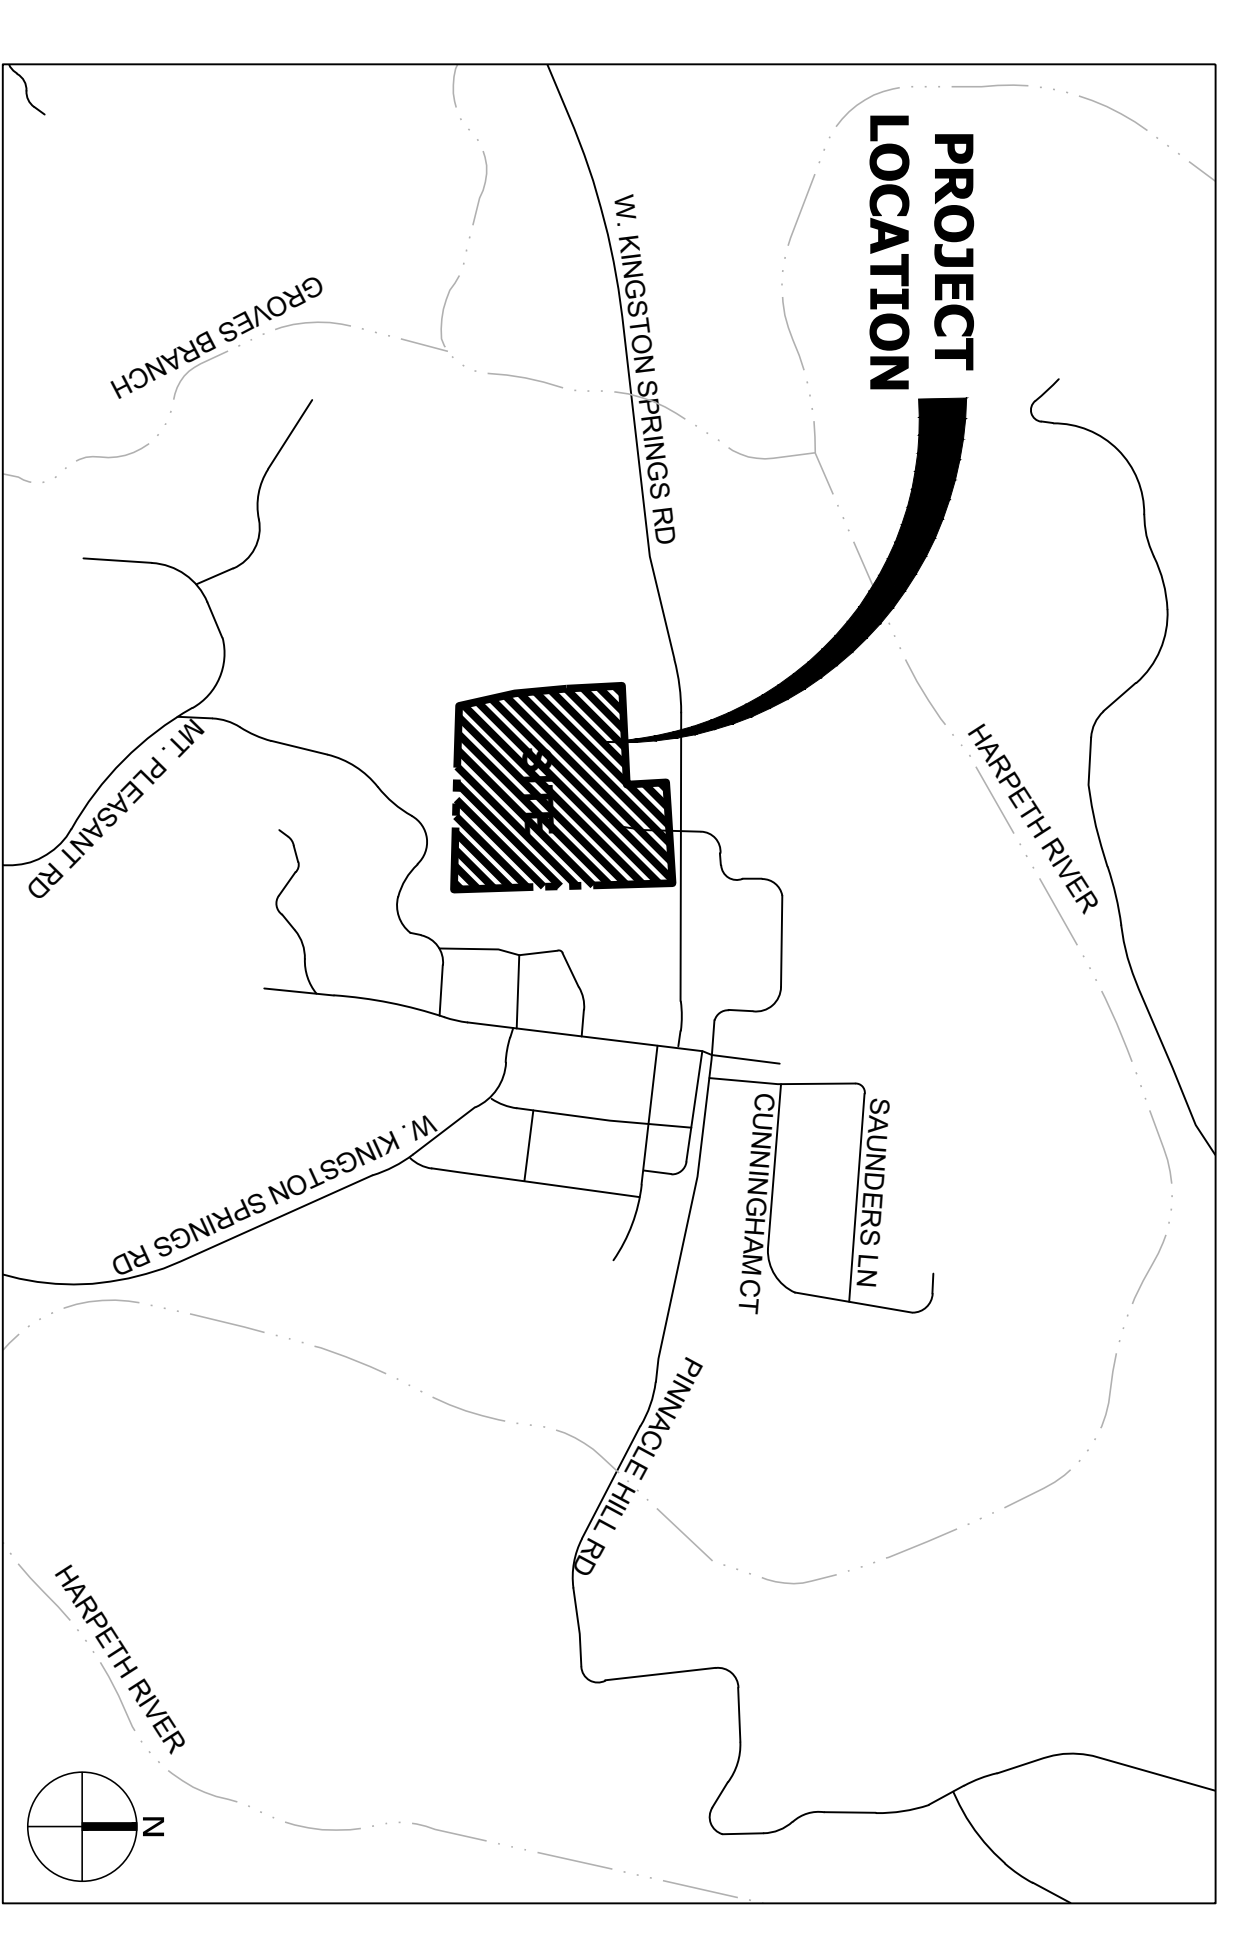 PROJECT
LOCATION
W. KINGSTON SPRINGS RD
GROVES BRANCH
HARPETH RIVER
SITE
MT. PLEASANT RD
SAUNDERS LN
CUNNINGHAM CT
W. KINGSTON SPRINGS RD
PINNACLE HILL RD
HARPETH RIVER
N